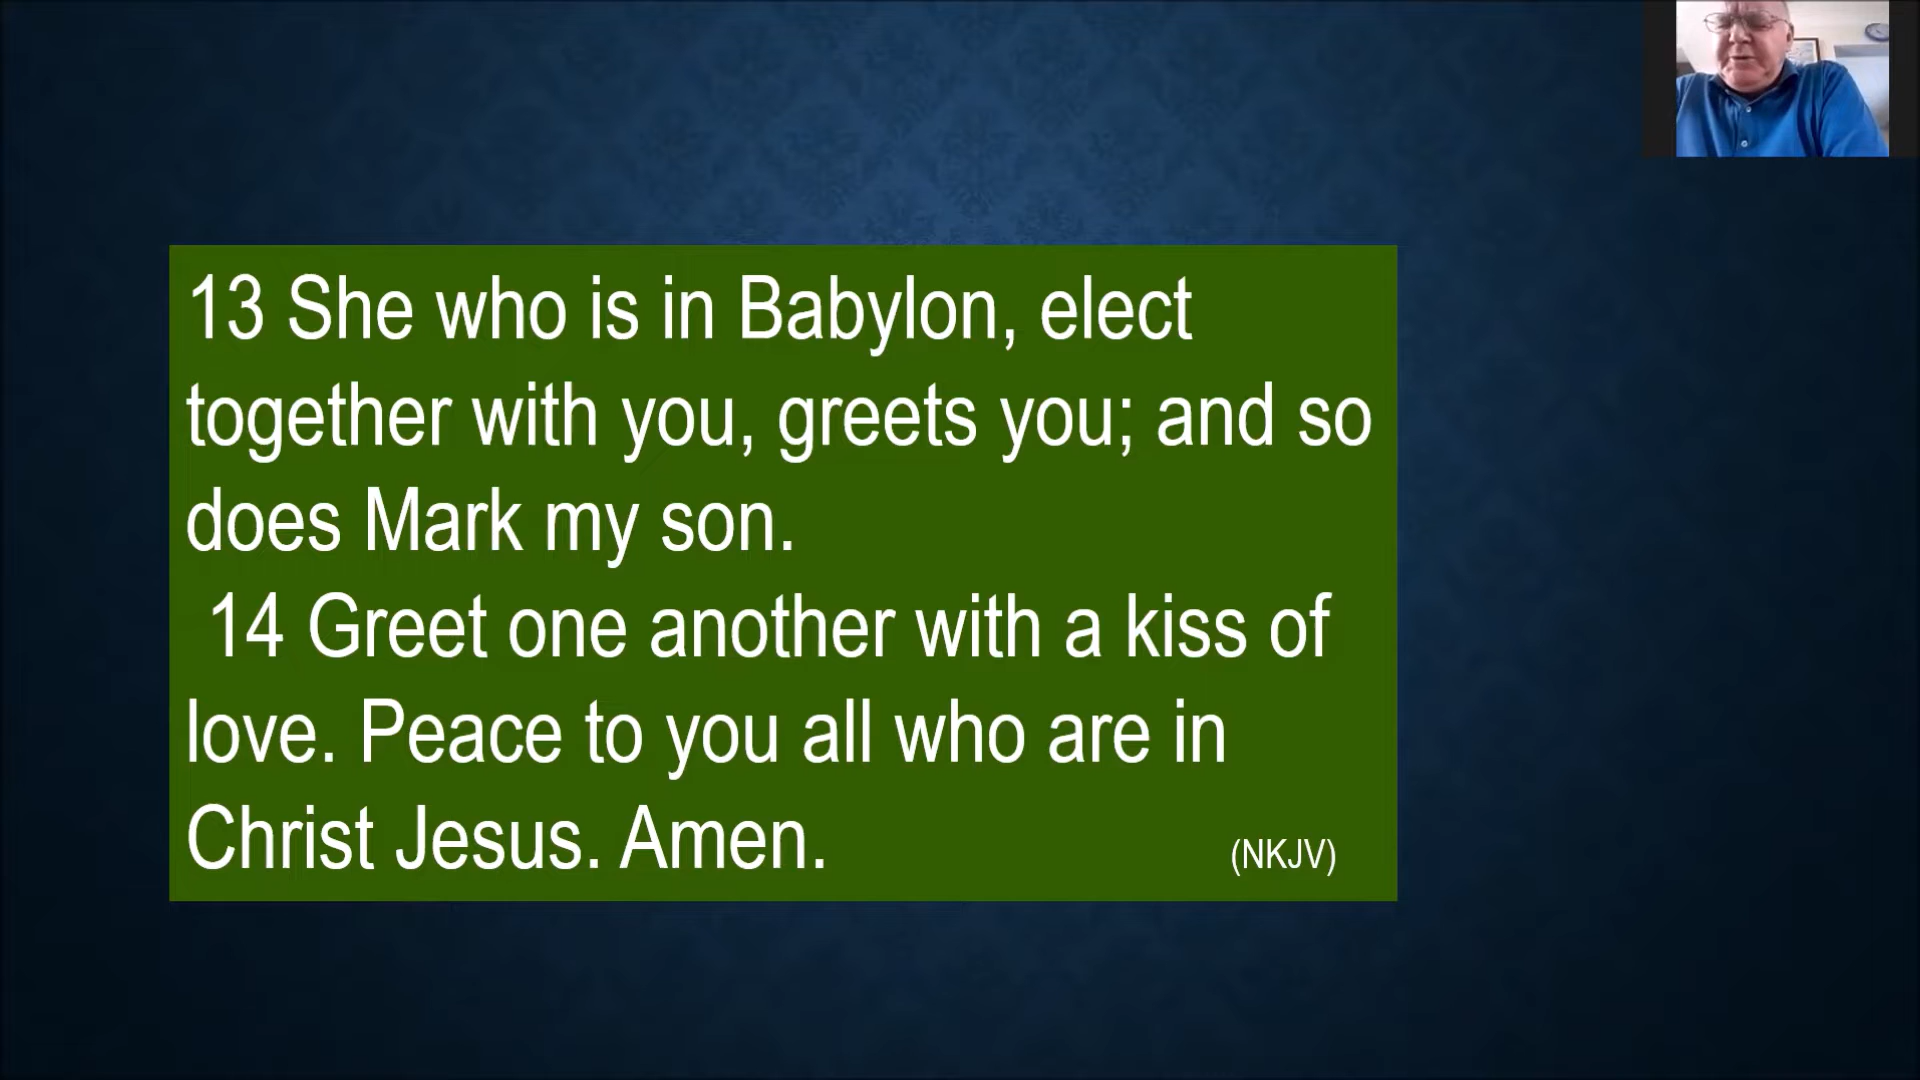 13 She who is in Babylon, elect
together with you, greets you; and so
does Mark my son.
14 Greet one another with a kiss of
love. Peace to you all who are in
Christ Jesus. Amen. (NKJV)